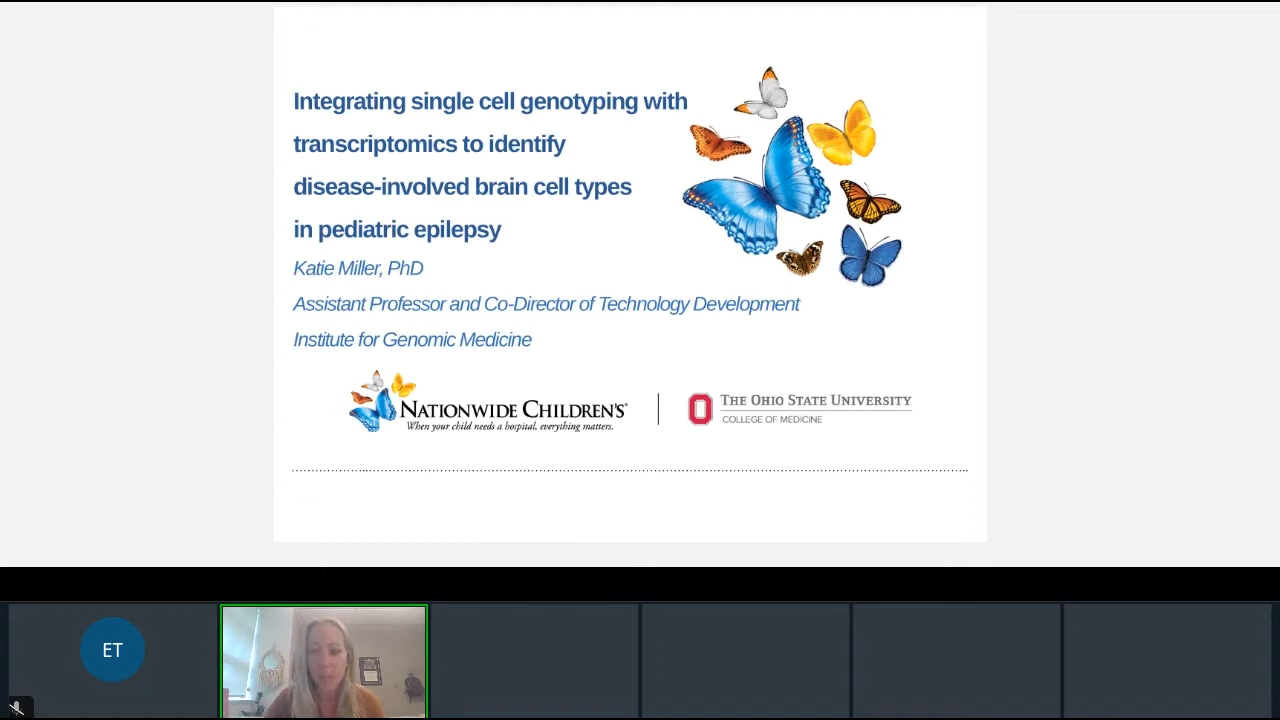 Integrating single cell genotyping with
transcriptomics to identify
disease-involved brain cell types
in pediatric epilepsy
Katie Miller, PhD
Assistant Professor and Co-Director of Technology Development
Institute for Genomic Medicine
NATIONWIDE CHILDREN'S
When your child needs a hospital, everything matters.
THE OHIO STATE UNIVERSITY
COLLEGE OF MEDICINE
ET